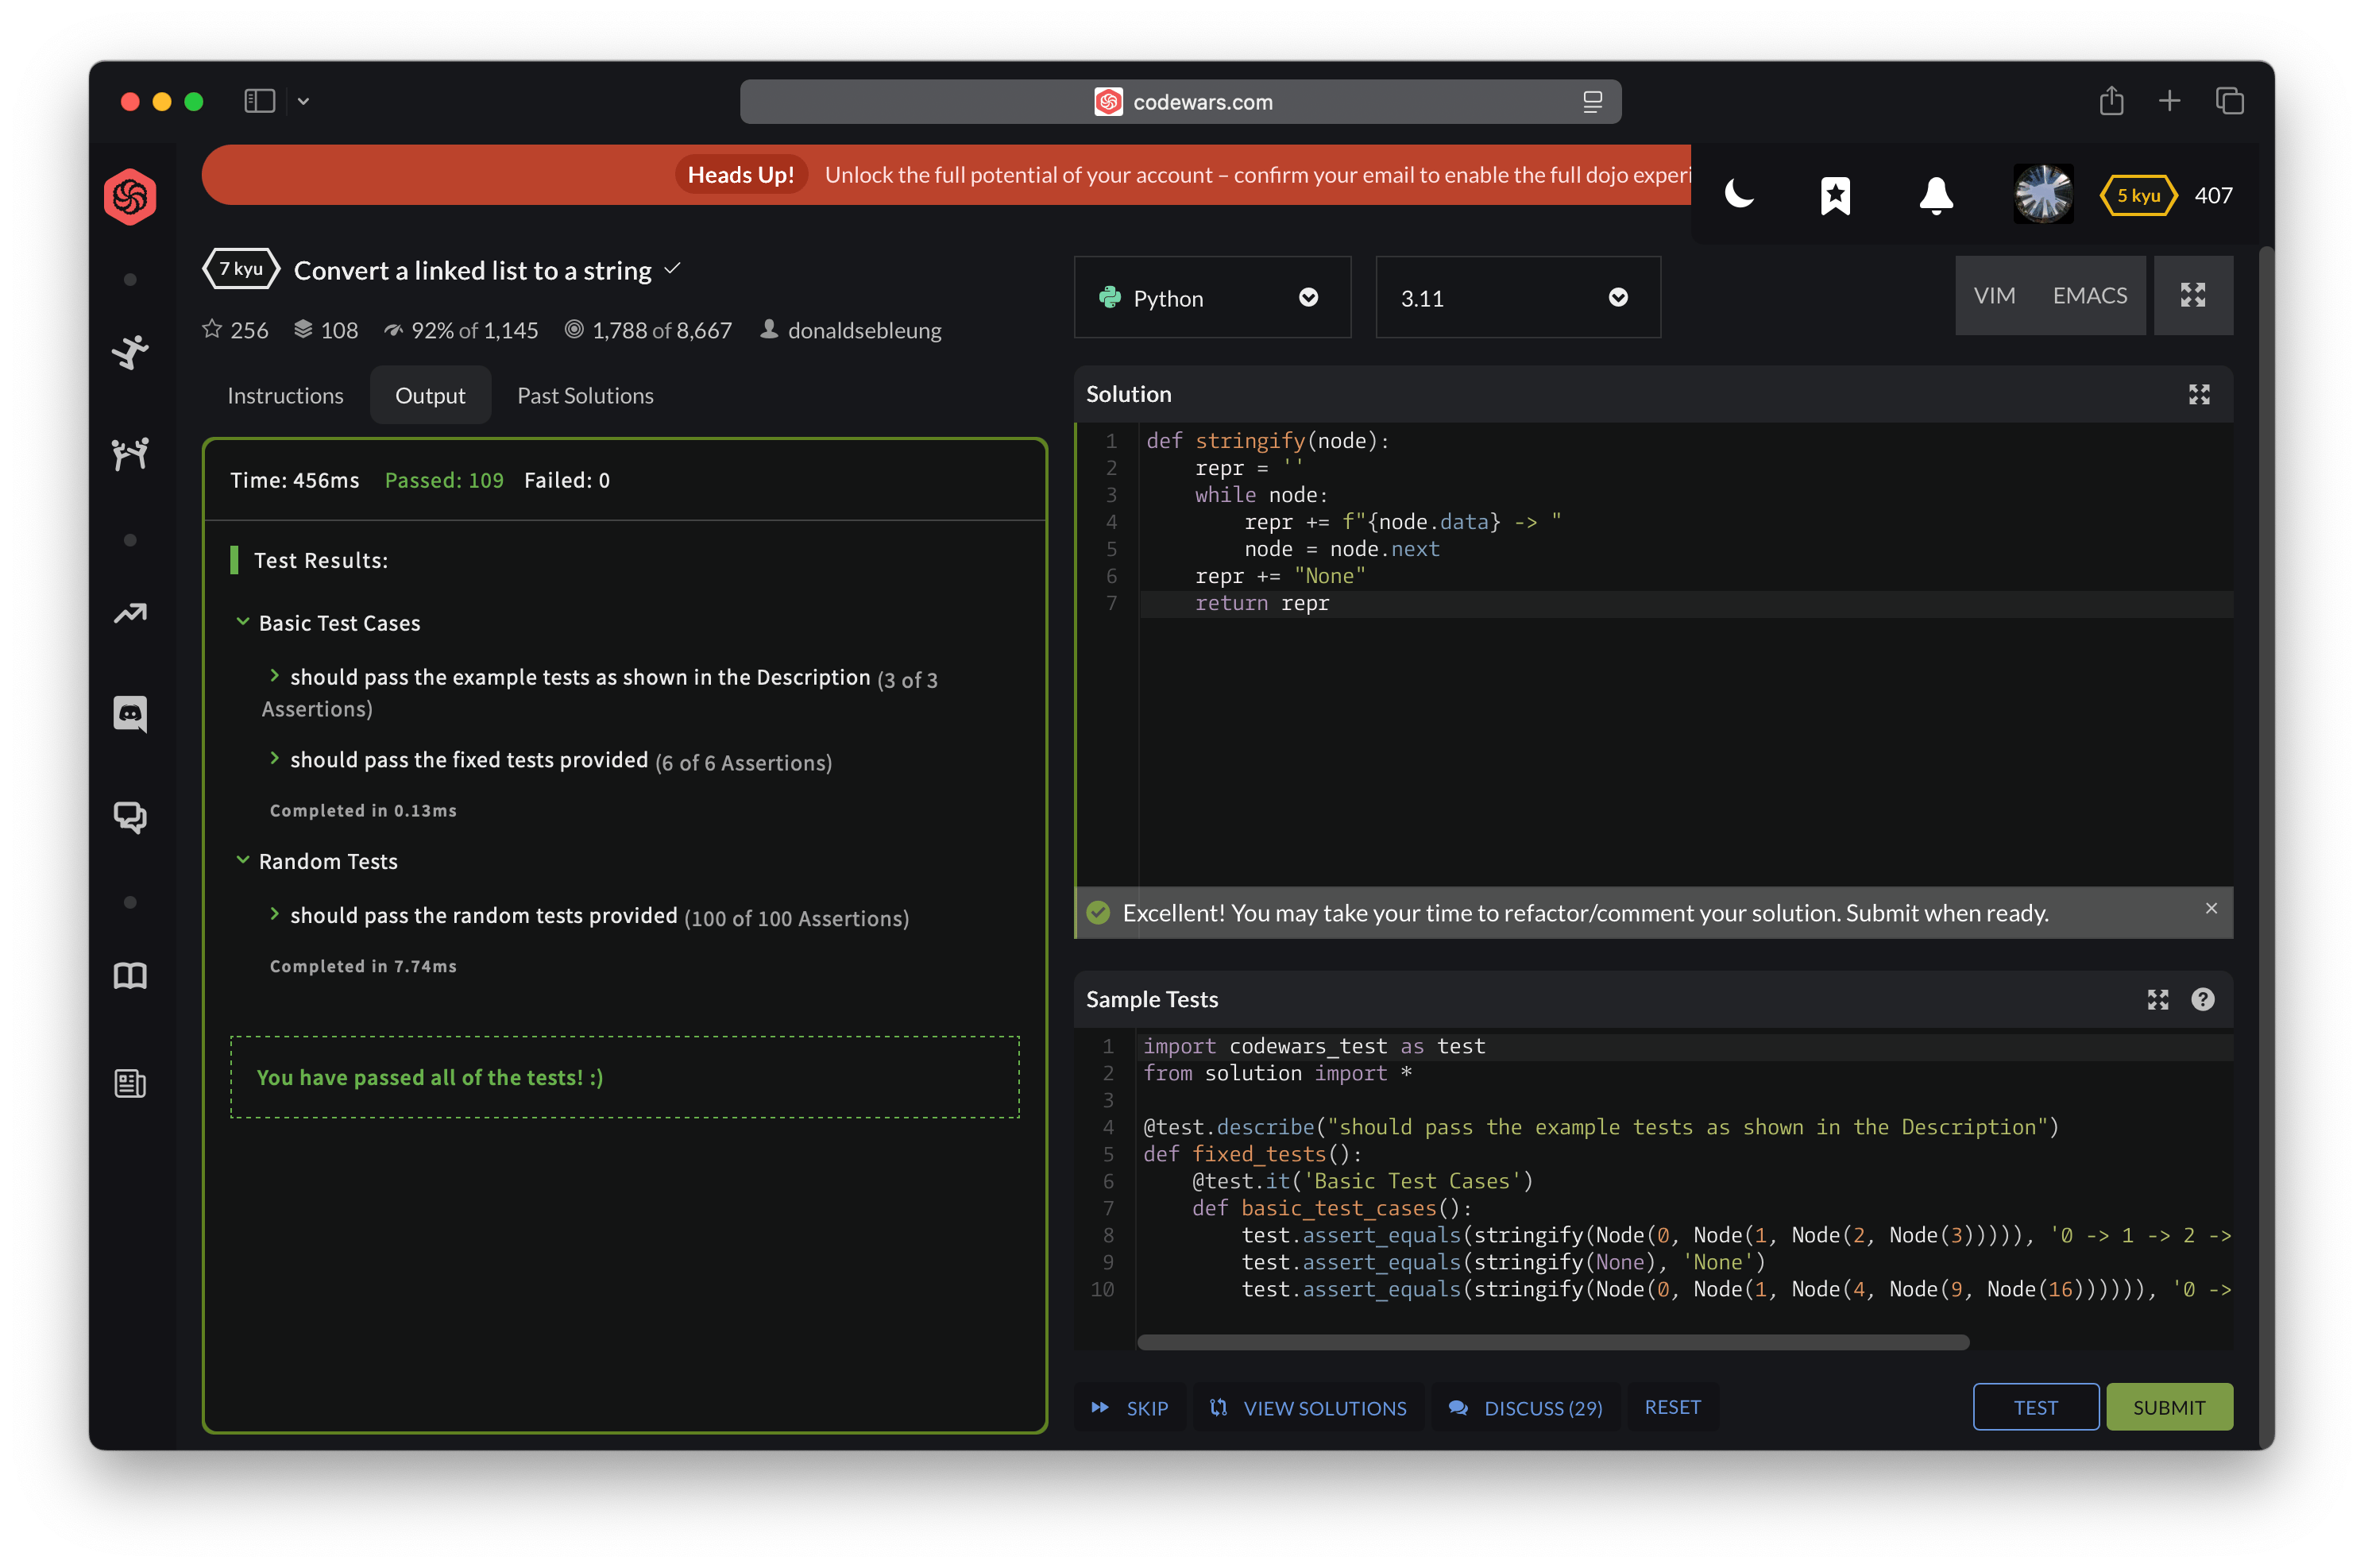 codewars.com
Heads Up! Unlock the full potential of your account – confirm your email to enable the full dojo experi
5 kyu 407
7 kyu Convert a linked list to a string
256 108 92% of 1,145 1,788 of 8,667 donaldsebleung
Instructions Output Past Solutions
Time: 456ms Passed: 109 Failed: 0
Test Results:
Basic Test Cases
should pass the example tests as shown in the Description (3 of 3
Assertions)
should pass the fixed tests provided (6 of 6 Assertions)
Completed in 0.13ms
Random Tests
should pass the random tests provided (100 of 100 Assertions)
Completed in 7.74ms
You have passed all of the tests! :)
Python 3.11 VIM EMACS
Solution
1 def stringify(node):
2     repr = ''
3     while node:
4         repr += f"{node.data} -> "
5         node = node.next
6     repr += "None"
7     return repr
Excellent! You may take your time to refactor/comment your solution. Submit when ready.
Sample Tests
1 import codewars_test as test
2 from solution import *
3
4 @test.describe("should pass the example tests as shown in the Description")
5 def fixed_tests():
6     @test.it('Basic Test Cases')
7     def basic_test_cases():
8         test.assert_equals(stringify(Node(0, Node(1, Node(2, Node(3))))), '0 -> 1 -> 2 ->
9         test.assert_equals(stringify(None), 'None')
10         test.assert_equals(stringify(Node(0, Node(1, Node(4, Node(9, Node(16)))))), '0 ->
SKIP VIEW SOLUTIONS DISCUSS (29) RESET TEST SUBMIT